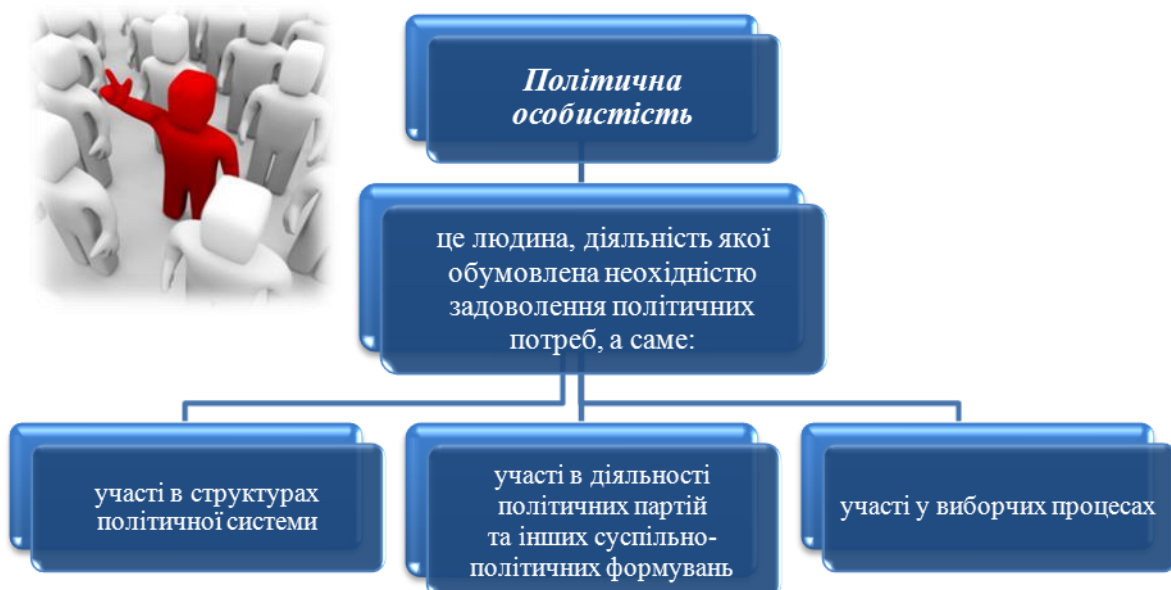 Політична
особистість
це людина, діяльність якої
обумовлена неохідністю
задоволення політичних
потреб, а саме:
участі в структурах
політичної системи
участі в діяльності
політичних партій
та інших суспільно-
політичних формувань
участі у виборчих процесах